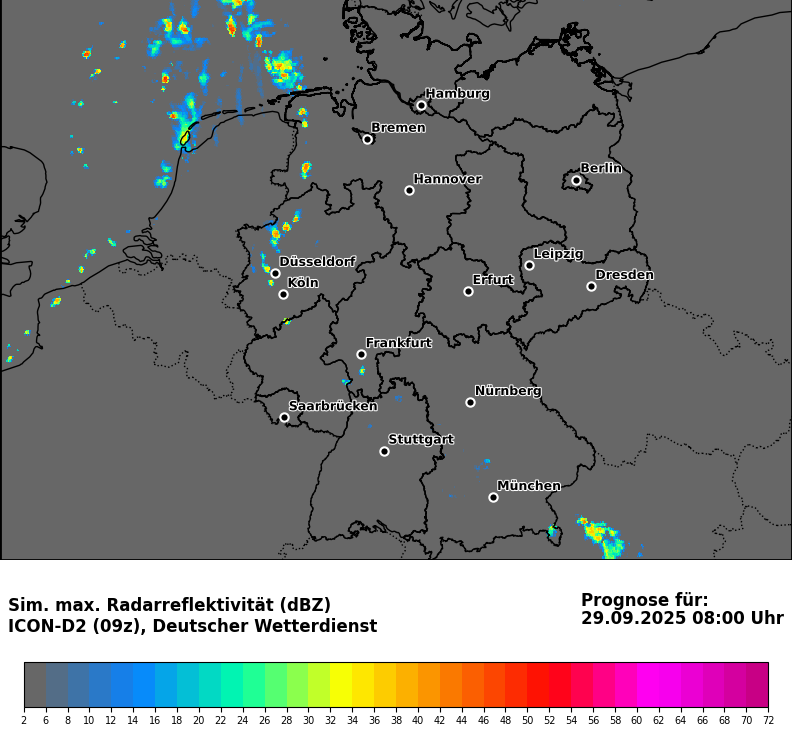 Hamburg
Bremen
Hannover
Berlin
Düsseldorf
Köln
Leipzig
Erfurt
Dresden
Frankfurt
Nürnberg
Saarbrücken
Stuttgart
München
Sim. max. Radarreflektivität (dBZ)
ICON-D2 (09z), Deutscher Wetterdienst
Prognose für:
29.09.2025 08:00 Uhr
2 6 8 10 12 14 16 18 20 22 24 26 28 30 32 34 36 38 40 42 44 46 48 50 52 54 56 58 60 62 64 66 68 70 72